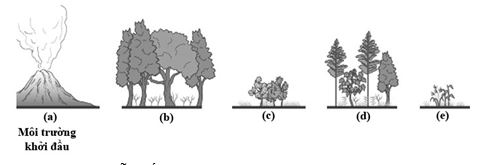 (a) (b) (c) (d) (e)
Môi trường
khởi đầu